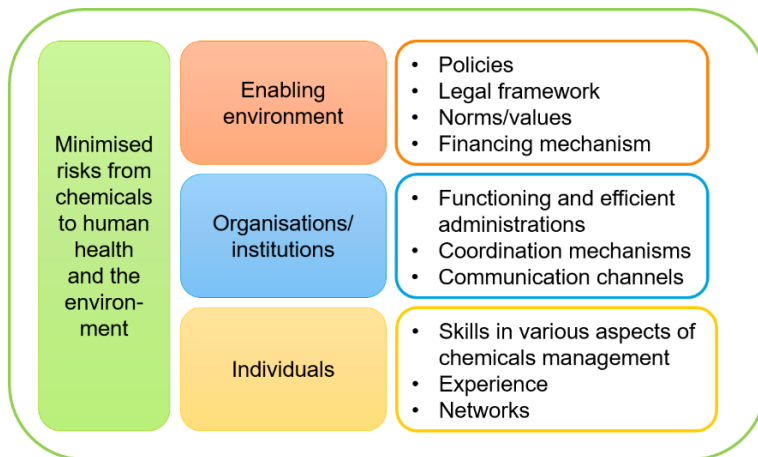 Minimised
risks from
chemicals
to human
health
and the
environ-
ment
Enabling
environment
• Policies
• Legal framework
• Norms/values
• Financing mechanism
Organisations/
institutions
• Functioning and efficient
administrations
• Coordination mechanisms
• Communication channels
Individuals
• Skills in various aspects of
chemicals management
• Experience
• Networks